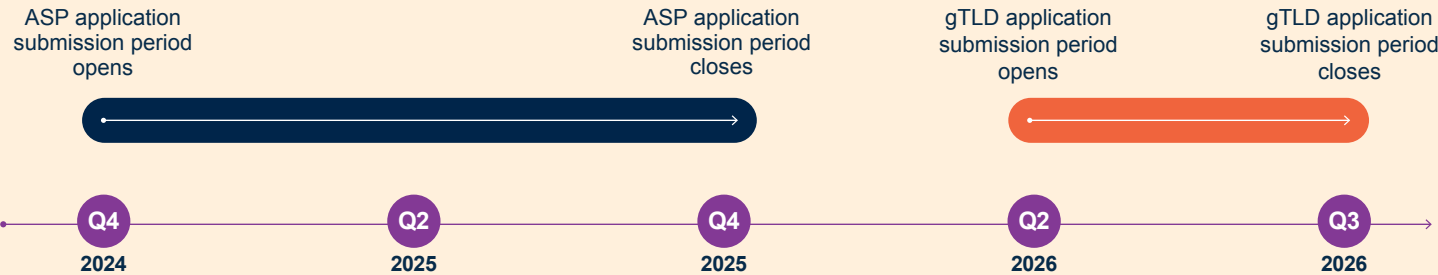 ASP application
submission period
opens
ASP application
submission period
closes
gTLD application
submission period
opens
gTLD application
submission period
closes
Q4
Q2
Q4
Q2
Q3
2024
2025
2025
2026
2026